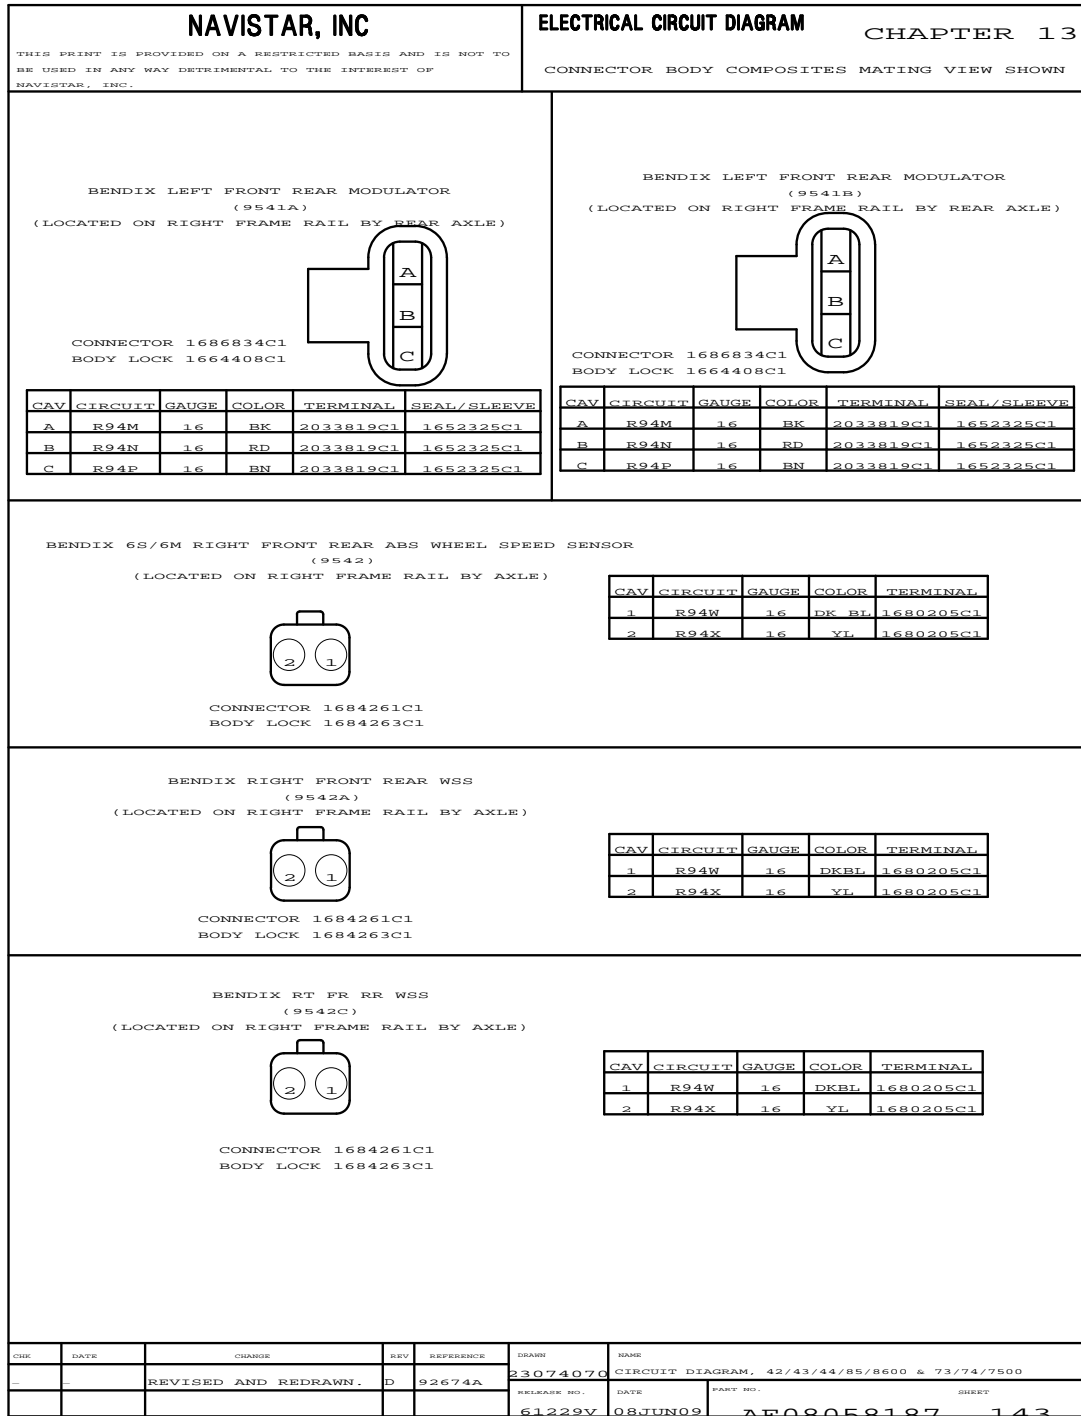 NAVISTAR, INC
THIS PRINT IS PROVIDED ON A RESTRICTED BASIS AND IS NOT TO
BE USED IN ANY WAY DETRIMENTAL TO THE INTEREST OF
NAVISTAR, INC.
ELECTRICAL CIRCUIT DIAGRAM
CHAPTER 13
CONNECTOR BODY COMPOSITES MATING VIEW SHOWN
BENDIX LEFT FRONT REAR MODULATOR
(9541A)
(LOCATED ON RIGHT FRAME RAIL BY REAR AXLE)
A
B
C
CONNECTOR 1686834C1
BODY LOCK 1664408C1
CAV CIRCUIT GAUGE COLOR TERMINAL SEAL/SLEEVE
A R94M 16 BK 2033819C1 1652325C1
B R94N 16 RD 2033819C1 1652325C1
C R94P 16 BN 2033819C1 1652325C1
BENDIX LEFT FRONT REAR MODULATOR
(9541B)
(LOCATED ON RIGHT FRAME RAIL BY REAR AXLE)
A
B
C
CONNECTOR 1686834C1
BODY LOCK 1664408C1
CAV CIRCUIT GAUGE COLOR TERMINAL SEAL/SLEEVE
A R94M 16 BK 2033819C1 1652325C1
B R94N 16 RD 2033819C1 1652325C1
C R94P 16 BN 2033819C1 1652325C1
BENDIX 6S/6M RIGHT FRONT REAR ABS WHEEL SPEED SENSOR
(9542)
(LOCATED ON RIGHT FRAME RAIL BY AXLE)
2 1
CONNECTOR 1684261C1
BODY LOCK 1684263C1
CAV CIRCUIT GAUGE COLOR TERMINAL
1 R94W 16 DK BL 1680205C1
2 R94X 16 YL 1680205C1
BENDIX RIGHT FRONT REAR WSS
(9542A)
(LOCATED ON RIGHT FRAME RAIL BY AXLE)
2 1
CONNECTOR 1684261C1
BODY LOCK 1684263C1
CAV CIRCUIT GAUGE COLOR TERMINAL
1 R94W 16 DKBL 1680205C1
2 R94X 16 YL 1680205C1
BENDIX RT FR RR WSS
(9542C)
(LOCATED ON RIGHT FRAME RAIL BY AXLE)
2 1
CONNECTOR 1684261C1
BODY LOCK 1684263C1
CAV CIRCUIT GAUGE COLOR TERMINAL
1 R94W 16 DKBL 1680205C1
2 R94X 16 YL 1680205C1
CHK DATE CHANGE REV REFERENCE
– – REVISED AND REDRAWN. D 92674A
DRAWN
23074070
NAME
CIRCUIT DIAGRAM, 42/43/44/85/8600 & 73/74/7500
RELEASE NO.
61229V
DATE
08JUN09
PART NO.
AE08058187
SHEET
143